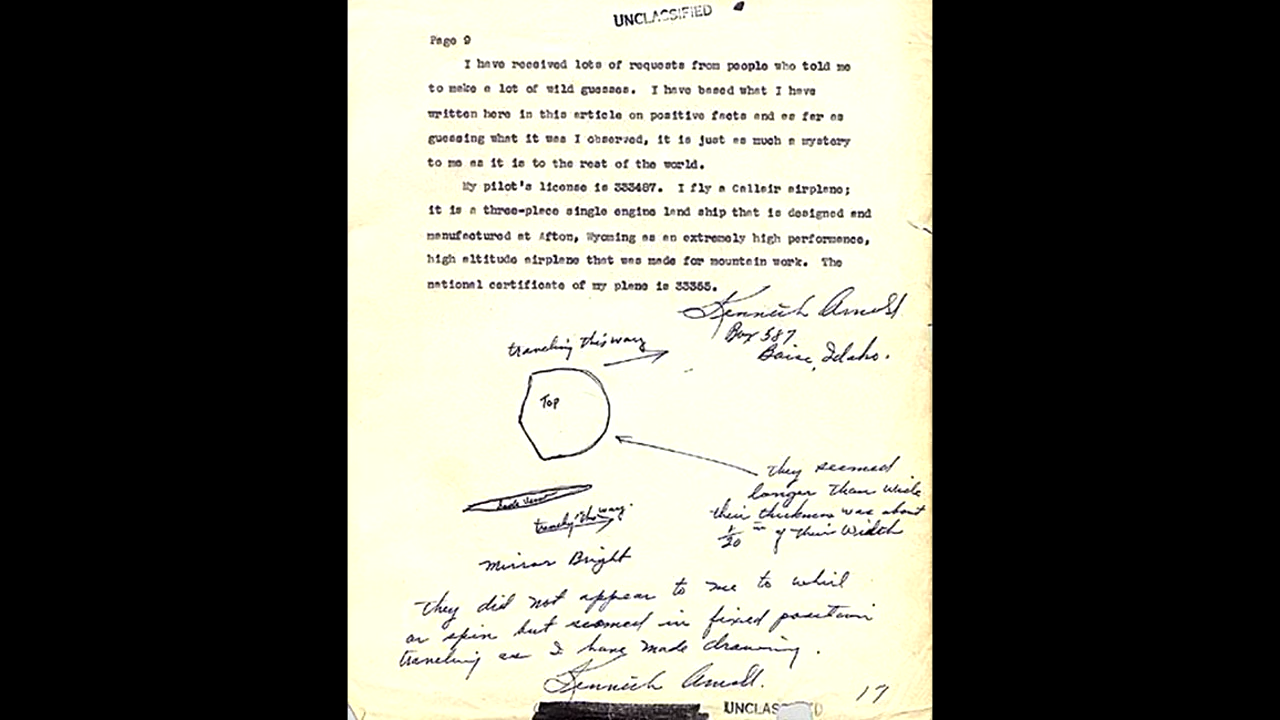 UNCLASSIFIED
Page 9
I have received lots of requests from people who told me
to make a lot of wild guesses. I have based what I have
written here in this article on positive facts and as far as
guessing what it was I observed, it is just as much a mystery
to me as it is to the rest of the world.
My pilot's license is 333487. I fly a Callair airplane;
it is a three-place single engine land ship that is designed and
manufactured at Afton, Wyoming as an extremely high performance,
high altitude airplane that was made for mountain work. The
national certificate of my plane is 33365.
Kenneth Arnold
Box 587
Boise, Idaho.
traveling this way
Top
they seemed
longer than wide
their thickness was about
1/20 th of their width
side view
traveling this way.
Mirror Bright
They did not appear to me to whirl
or spin but seemed in fixed position
traveling as I have made drawing.
Kenneth Arnold.
17
UNCLAS ED